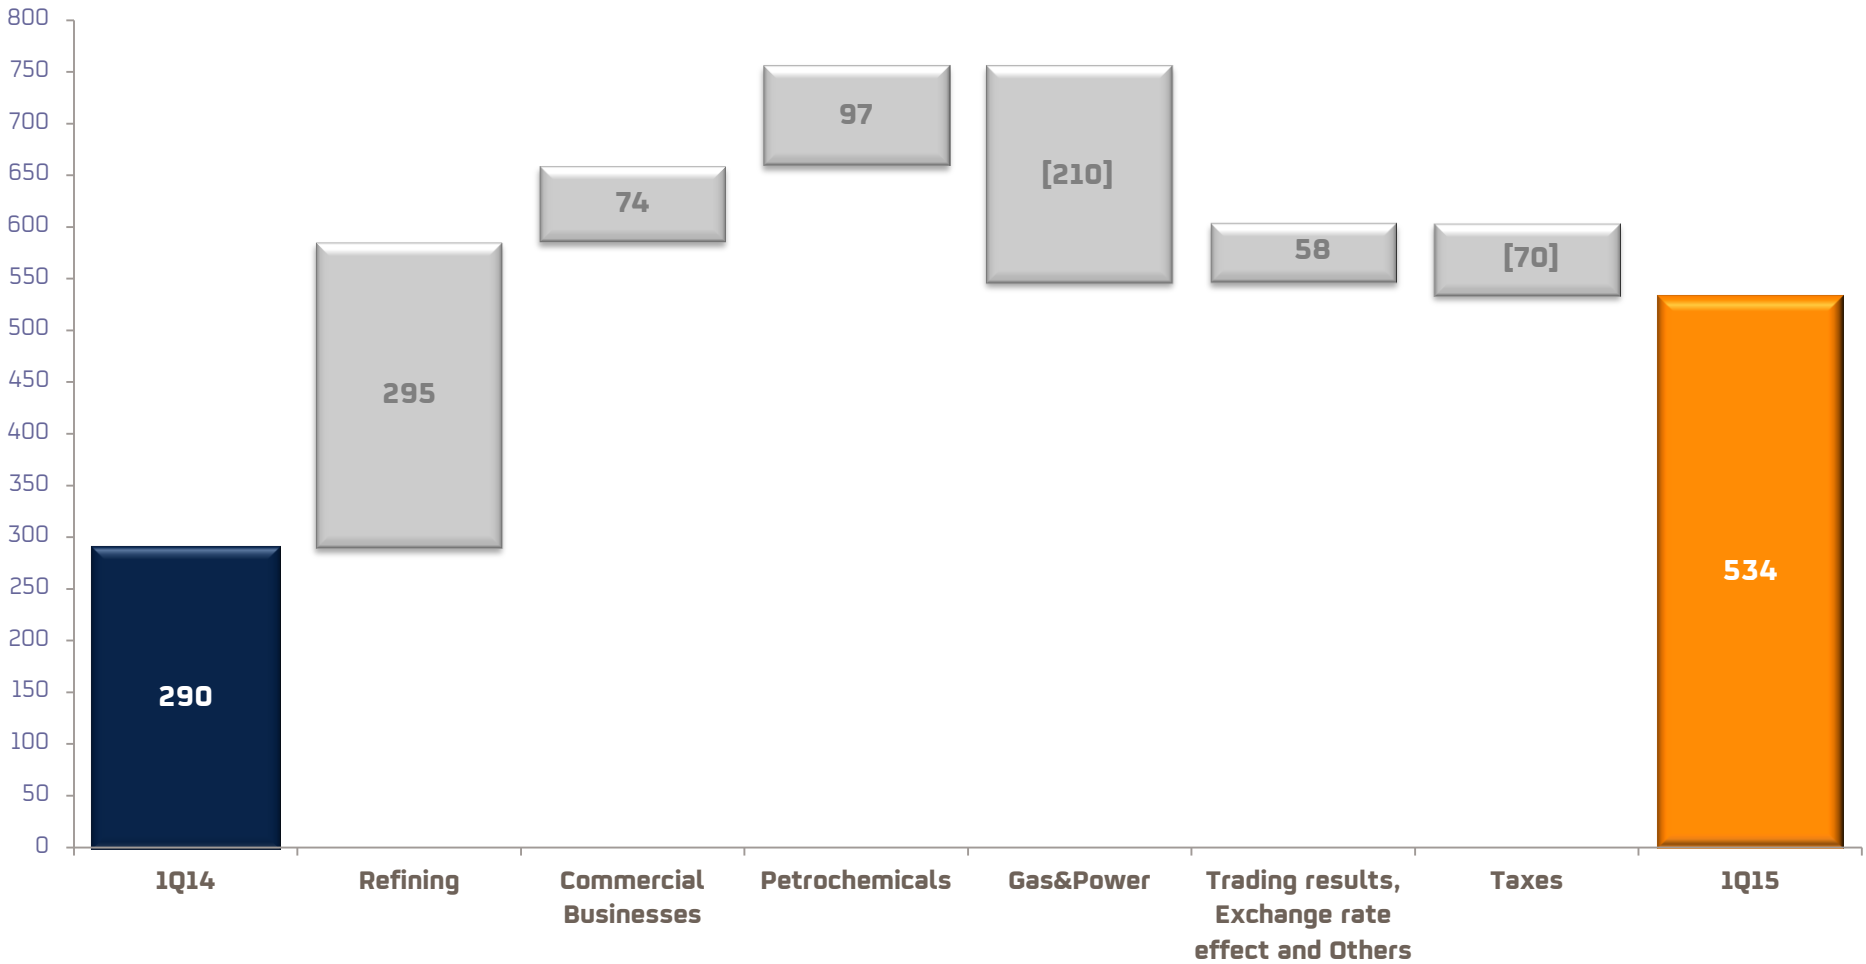 800
750
700
650
600
550
500
450
400
350
300
250
200
150
100
50
0
290
295
74
97
[210]
58
[70]
534
1Q14
Refining
Commercial
Businesses
Petrochemicals
Gas&Power
Trading results,
Exchange rate
effect and Others
Taxes
1Q15